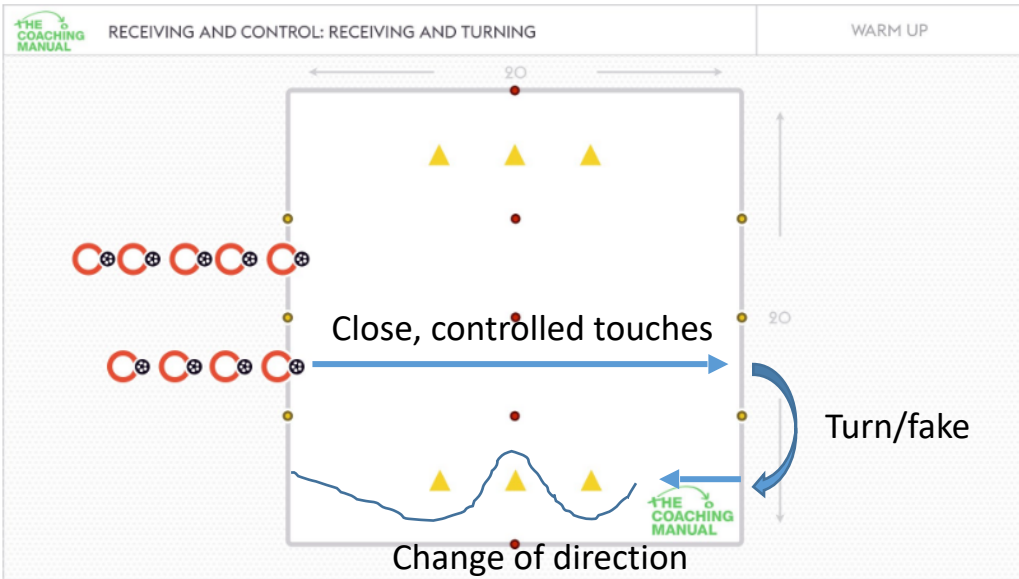 THE
COACHING
MANUAL
RECEIVING AND CONTROL: RECEIVING AND TURNING
WARM UP
20
20
Close, controlled touches
Turn/fake
THE
COACHING
MANUAL
Change of direction